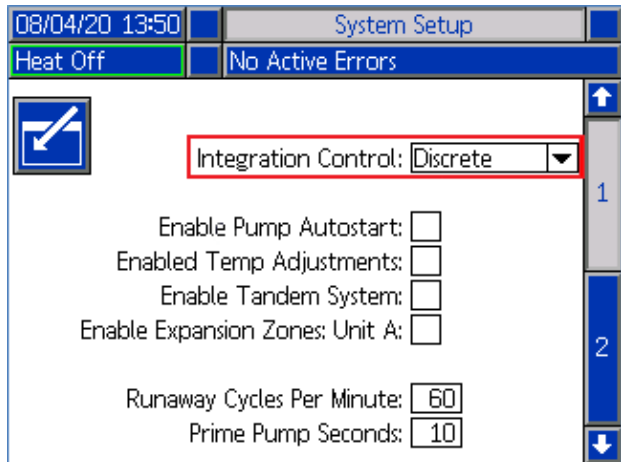 08/04/20 13:50 System Setup
Heat Off No Active Errors
Integration Control: Discrete
1
Enable Pump Autostart:
Enabled Temp Adjustments:
Enable Tandem System:
Enable Expansion Zones: Unit A:
2
Runaway Cycles Per Minute: 60
Prime Pump Seconds: 10